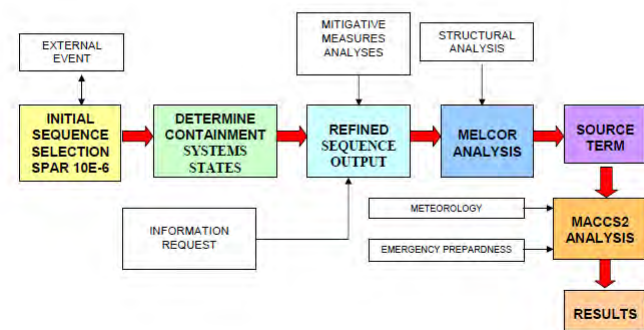 EXTERNAL
EVENT
MITIGATIVE
MEASURES
ANALYSES
STRUCTURAL
ANALYSIS
INITIAL
SEQUENCE
SELECTION
SPAR 10E-6
DETERMINE
CONTAINMENT
SYSTEMS
STATES
REFINED
SEQUENCE
OUTPUT
MELCOR
ANALYSIS
SOURCE
TERM
INFORMATION
REQUEST
METEOROLOGY
EMERGENCY PREPARDNESS
MACCS2
ANALYSIS
RESULTS